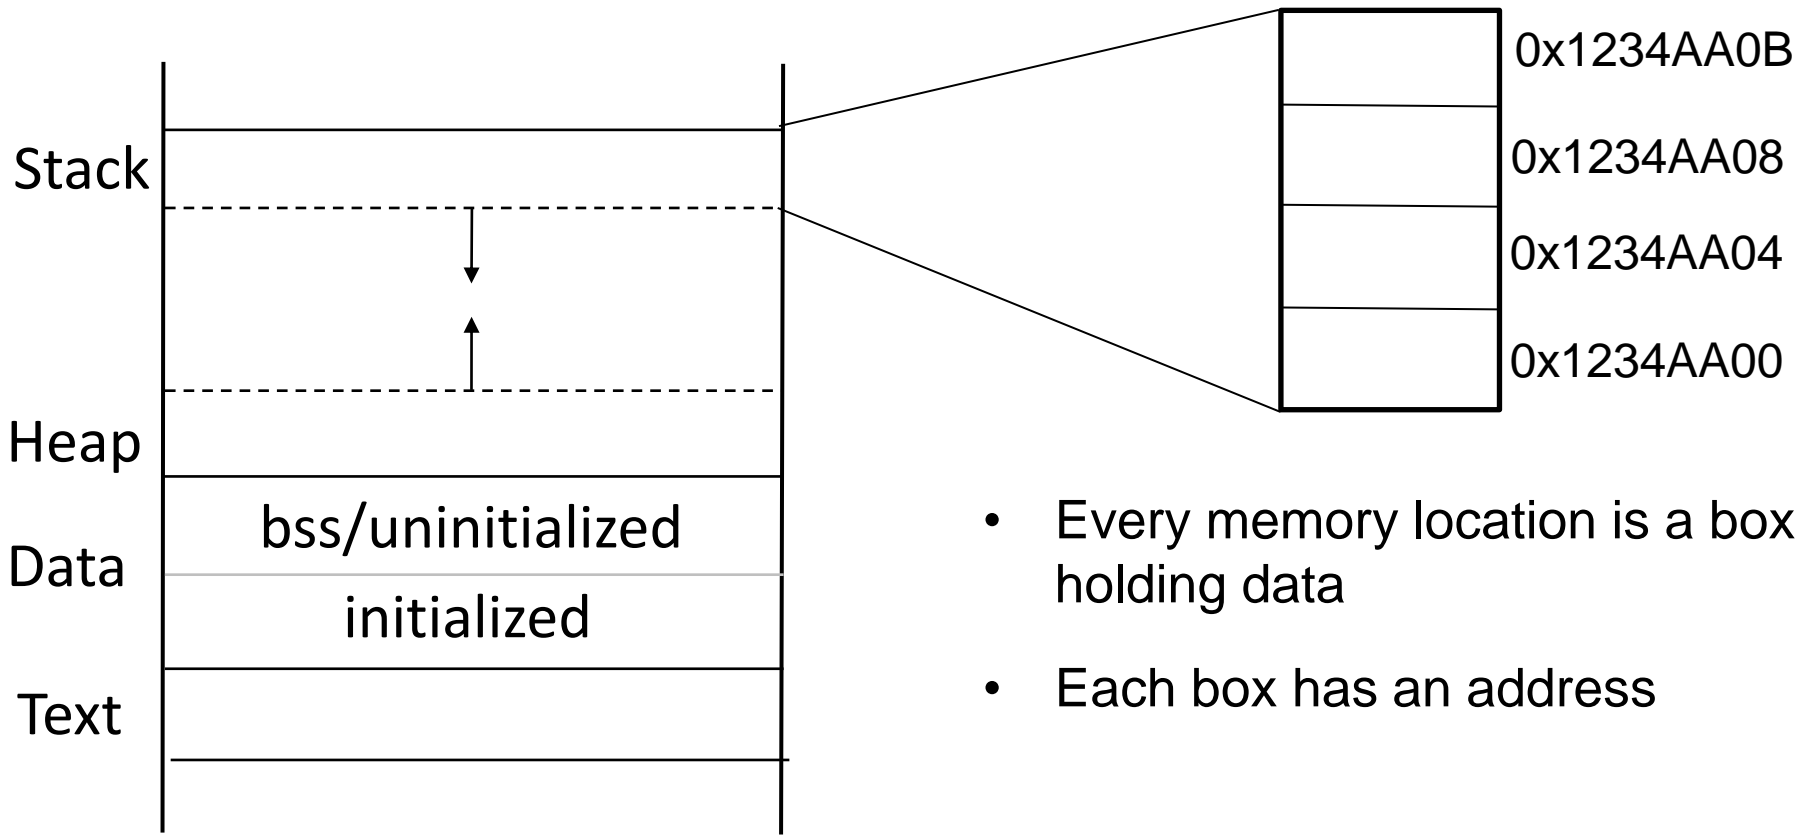 0x1234AA0B
Stack
0x1234AA08
0x1234AA04
0x1234AA00
Heap
bss/uninitialized
Data
initialized
Text
• Every memory location is a box
holding data
• Each box has an address